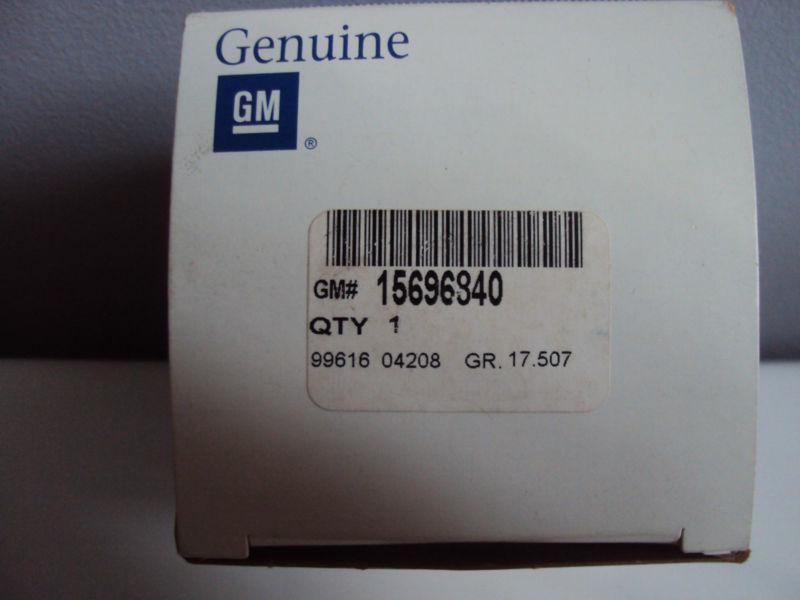 Genuine
GM
®
GM# 15696840
QTY 1
99616 04208 GR. 17.507